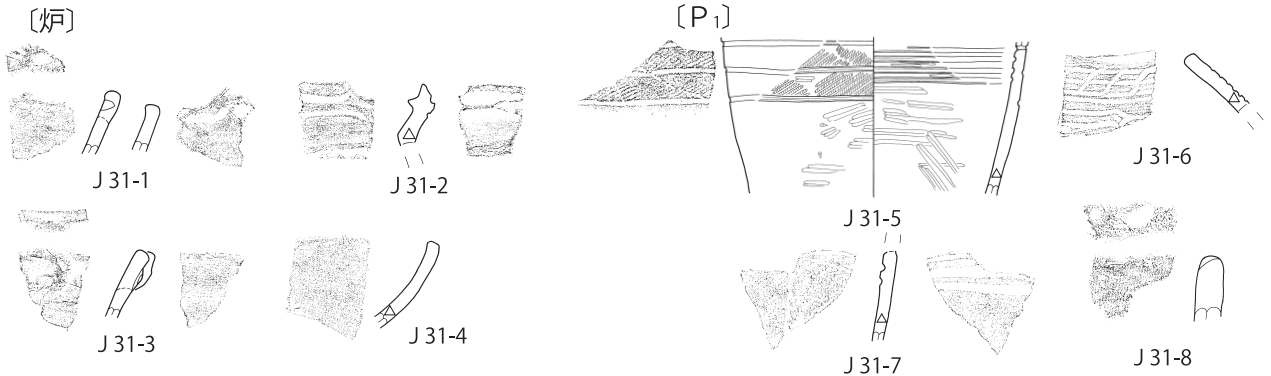 〔炉〕
J 31-1
J 31-2
J 31-3
J 31-4
〔P₁〕
J 31-5
J 31-6
J 31-7
J 31-8